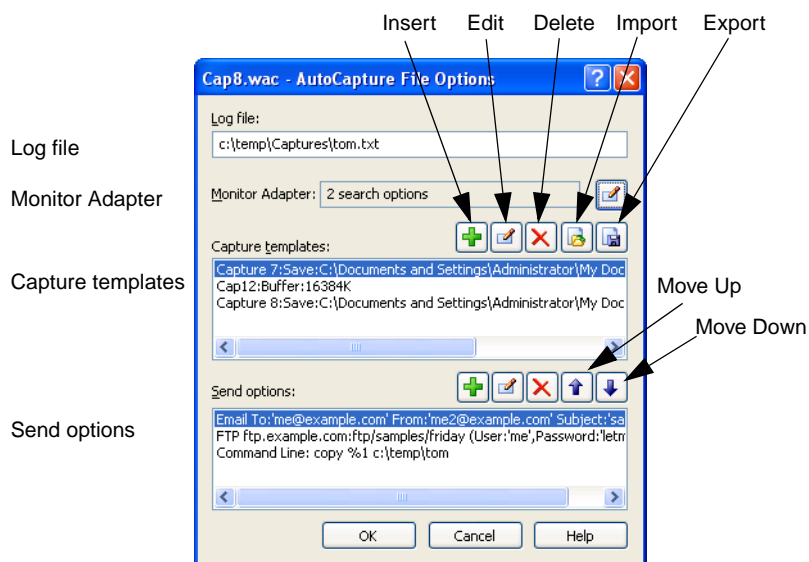 Insert Edit Delete Import Export
Cap8.wac - AutoCapture File Options
Log file:
Log file
c:\temp\Captures\tom.txt
Monitor Adapter
Monitor Adapter: 2 search options
Capture templates:
Capture templates
Capture 7:Save:C:\Documents and Settings\Administrator\My Doc
Cap12:Buffer:16384K
Capture 8:Save:C:\Documents and Settings\Administrator\My Doc
Move Up
Move Down
Send options:
Send options
Email To:'me@example.com' From:'me2@example.com' Subject:'sa
FTP ftp.example.com:ftp/samples/friday (User:'me',Password:'letm
Command Line: copy %1 c:\temp\tom
OK Cancel Help